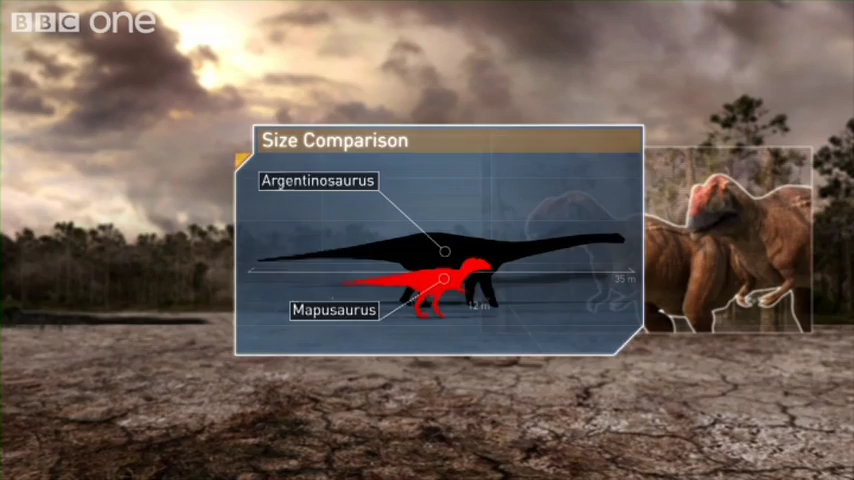 BBC one
Size Comparison
Argentinosaurus
35 m
Mapusaurus
12 m